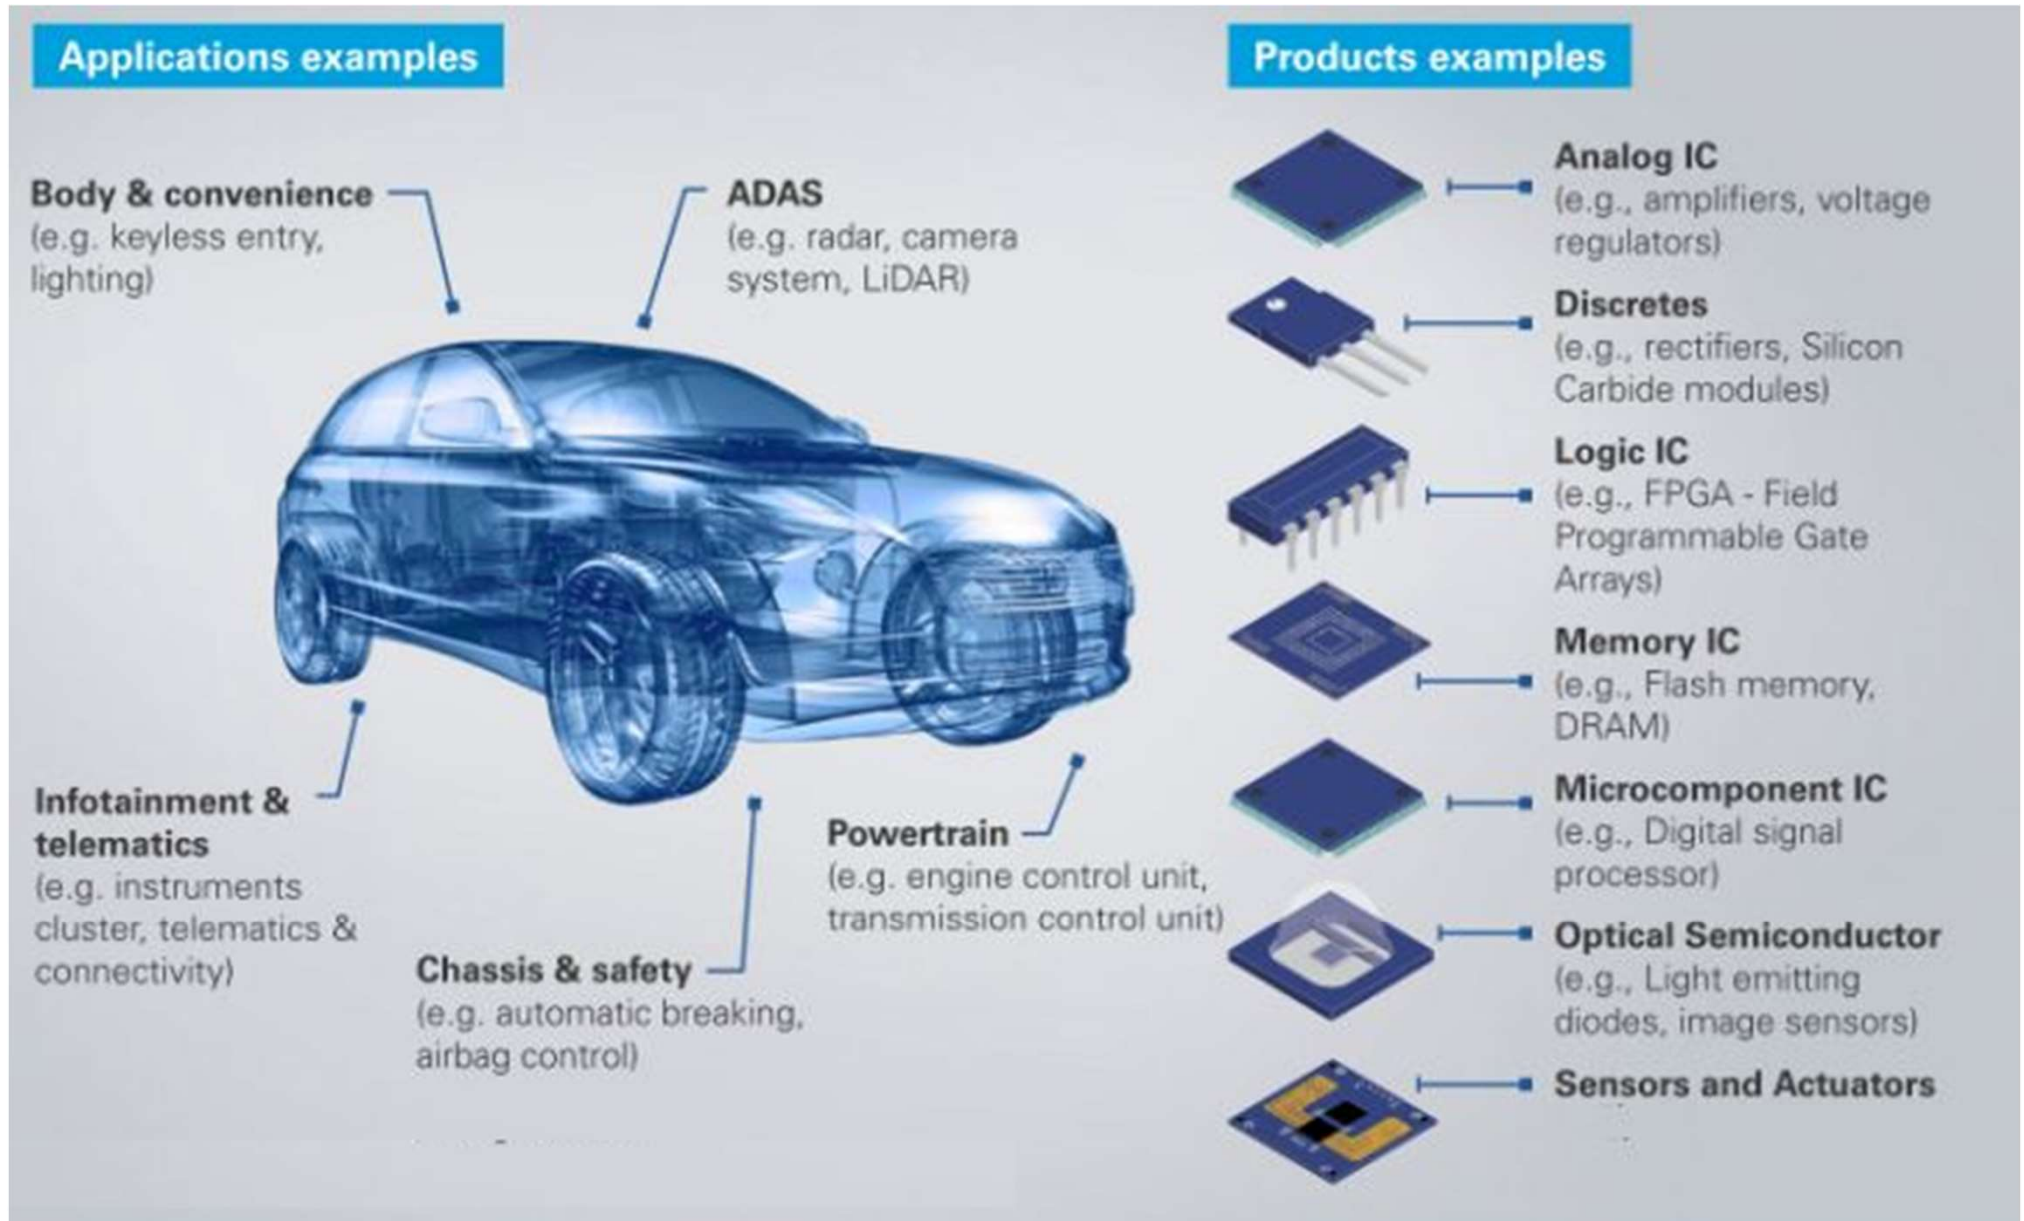 Applications examples
Body & convenience
(e.g. keyless entry,
lighting)
ADAS
(e.g. radar, camera
system, LiDAR)
Infotainment &
telematics
(e.g. instruments
cluster, telematics &
connectivity)
Chassis & safety
(e.g. automatic breaking,
airbag control)
Powertrain
(e.g. engine control unit,
transmission control unit)
Products examples
Analog IC
(e.g., amplifiers, voltage
regulators)
Discretes
(e.g., rectifiers, Silicon
Carbide modules)
Logic IC
(e.g., FPGA - Field
Programmable Gate
Arrays)
Memory IC
(e.g., Flash memory,
DRAM)
Microcomponent IC
(e.g., Digital signal
processor)
Optical Semiconductor
(e.g., Light emitting
diodes, image sensors)
Sensors and Actuators